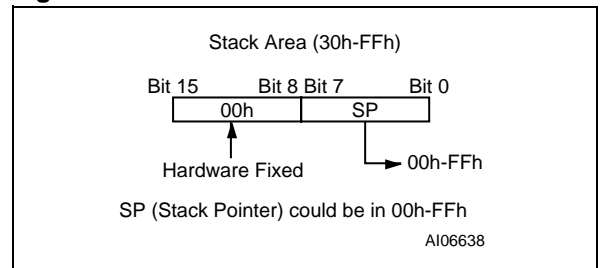 Stack Area (30h-FFh)
Bit 15 Bit 8 Bit 7 Bit 0
00h SP
Hardware Fixed 00h-FFh
SP (Stack Pointer) could be in 00h-FFh
AI06638